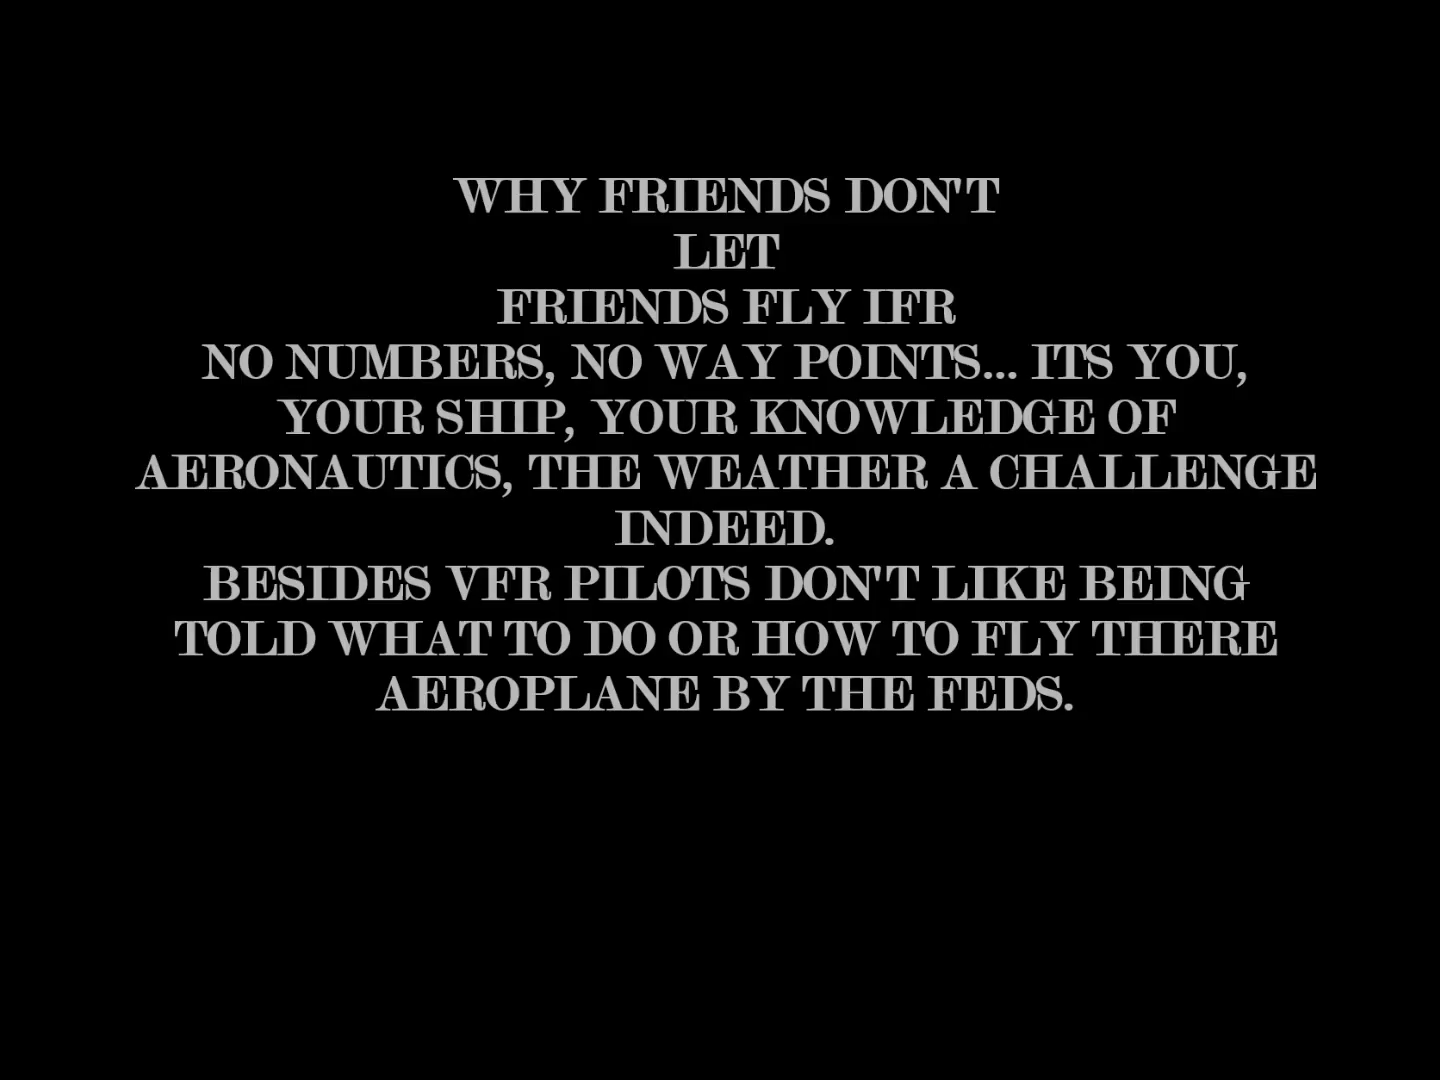 WHY FRIENDS DON'T
LET
FRIENDS FLY IFR
NO NUMBERS, NO WAY POINTS... ITS YOU,
YOUR SHIP, YOUR KNOWLEDGE OF
AERONAUTICS, THE WEATHER A CHALLENGE
INDEED.
BESIDES VFR PILOTS DON'T LIKE BEING
TOLD WHAT TO DO OR HOW TO FLY THERE
AEROPLANE BY THE FEDS.